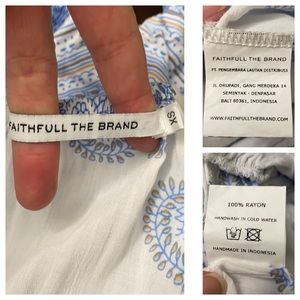 FAITHFULL THE BRAND
XS
FAITHFULL THE BRAND
PT. PENGEMBARA LAUTAN DISTRIBUSI
JL. DRUPADI, GANG MERDEKA 14
SEMINYAK - DENPASAR
BALI 80361, INDONESIA
WWW.FAITHFULLTHEBRAND.COM
100% RAYON
HANDWASH IN COLD WATER
HANDMADE IN INDONESIA